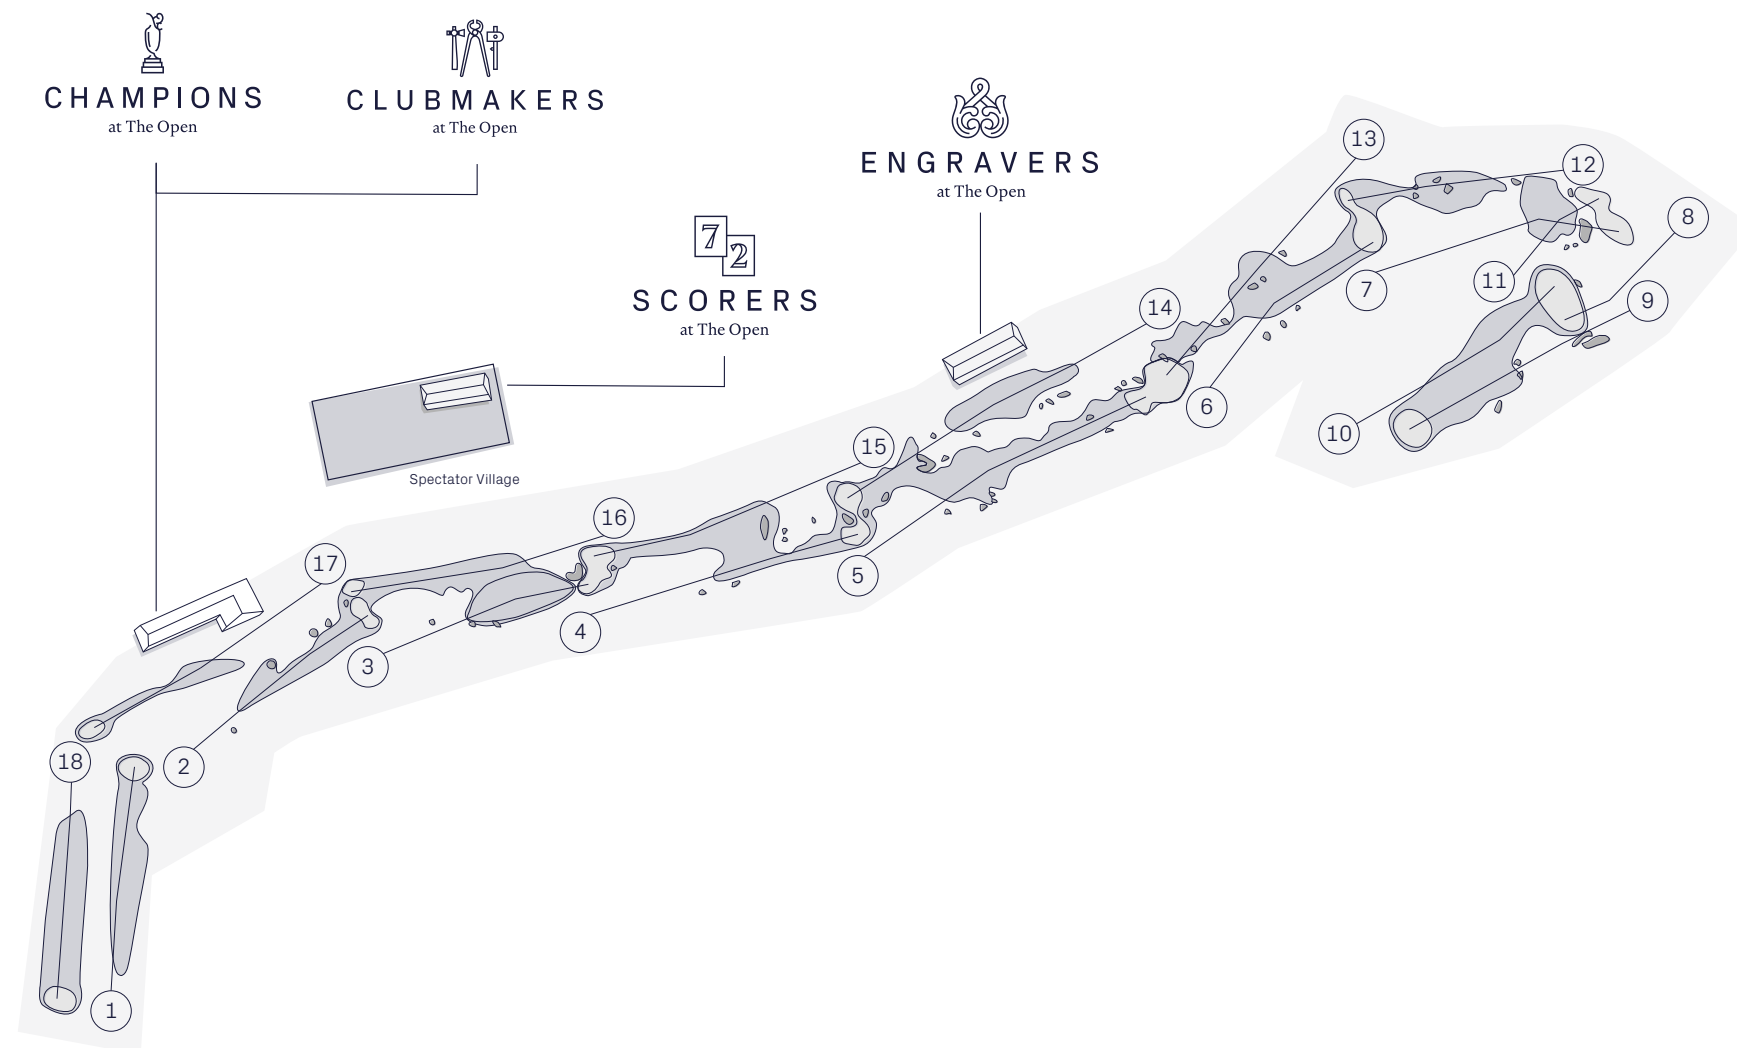 CHAMPIONS
at The Open
CLUBMAKERS
at The Open
ENGRAVERS
at The Open
7
2
SCORERS
at The Open
Spectator Village
13
12
8
7
11
9
14
6
10
15
16
5
17
4
3
18
2
1